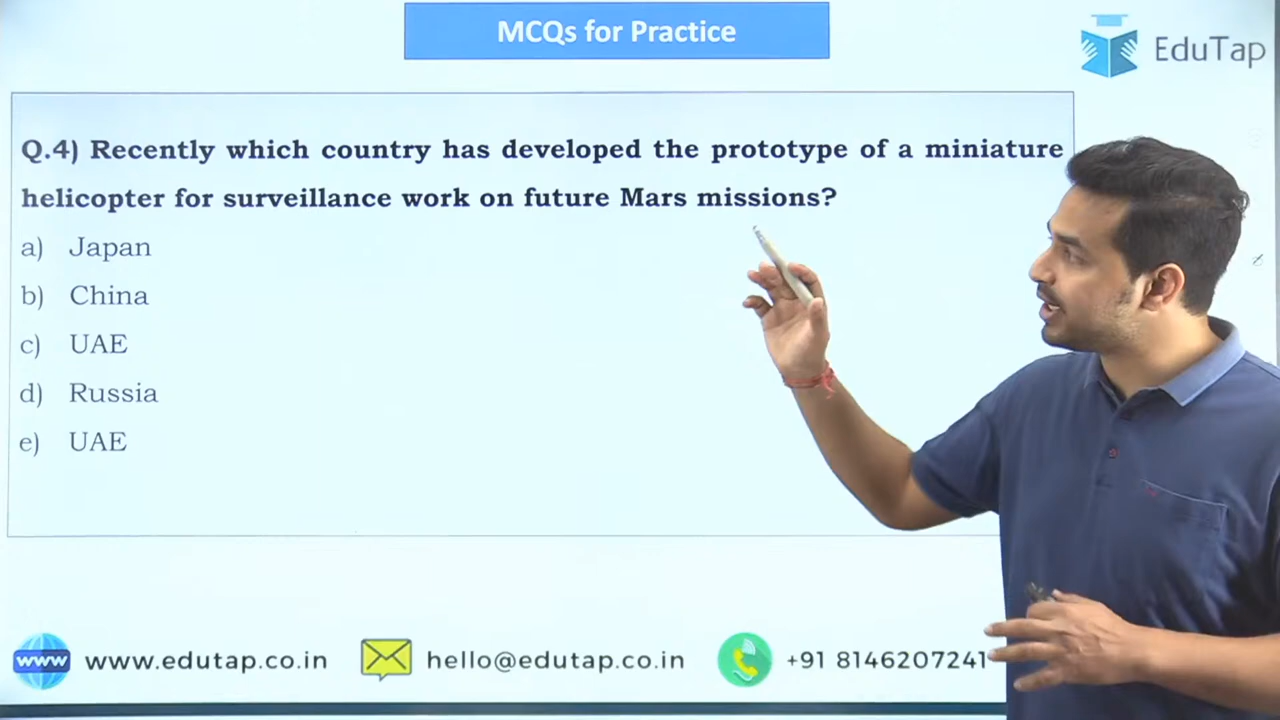 MCQs for Practice
EduTap
Q.4) Recently which country has developed the prototype of a miniature
helicopter for surveillance work on future Mars missions?
a) Japan
b) China
c) UAE
d) Russia
e) UAE
www www.edutap.co.in hello@edutap.co.in +91 8146207241